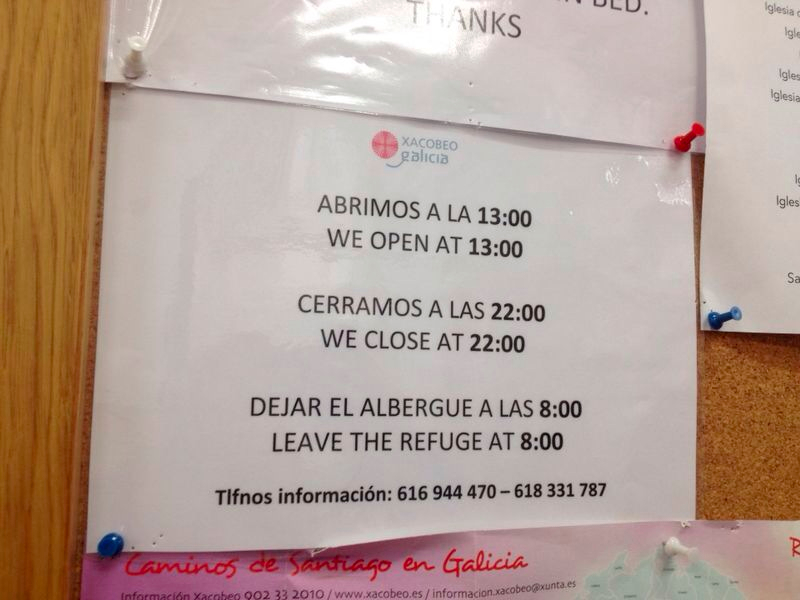 BED.
THANKS
XACOBEO
galicia
ABRIMOS A LA 13:00
WE OPEN AT 13:00
CERRAMOS A LAS 22:00
WE CLOSE AT 22:00
DEJAR EL ALBERGUE A LAS 8:00
LEAVE THE REFUGE AT 8:00
Tlfnos información: 616 944 470 – 618 331 787
Caminos de Santiago en Galicia
Información Xacobeo 902 33 2010 / www.xacobeo.es / informacion.xacobeo@xunta.es
Iglesia
Iglesia